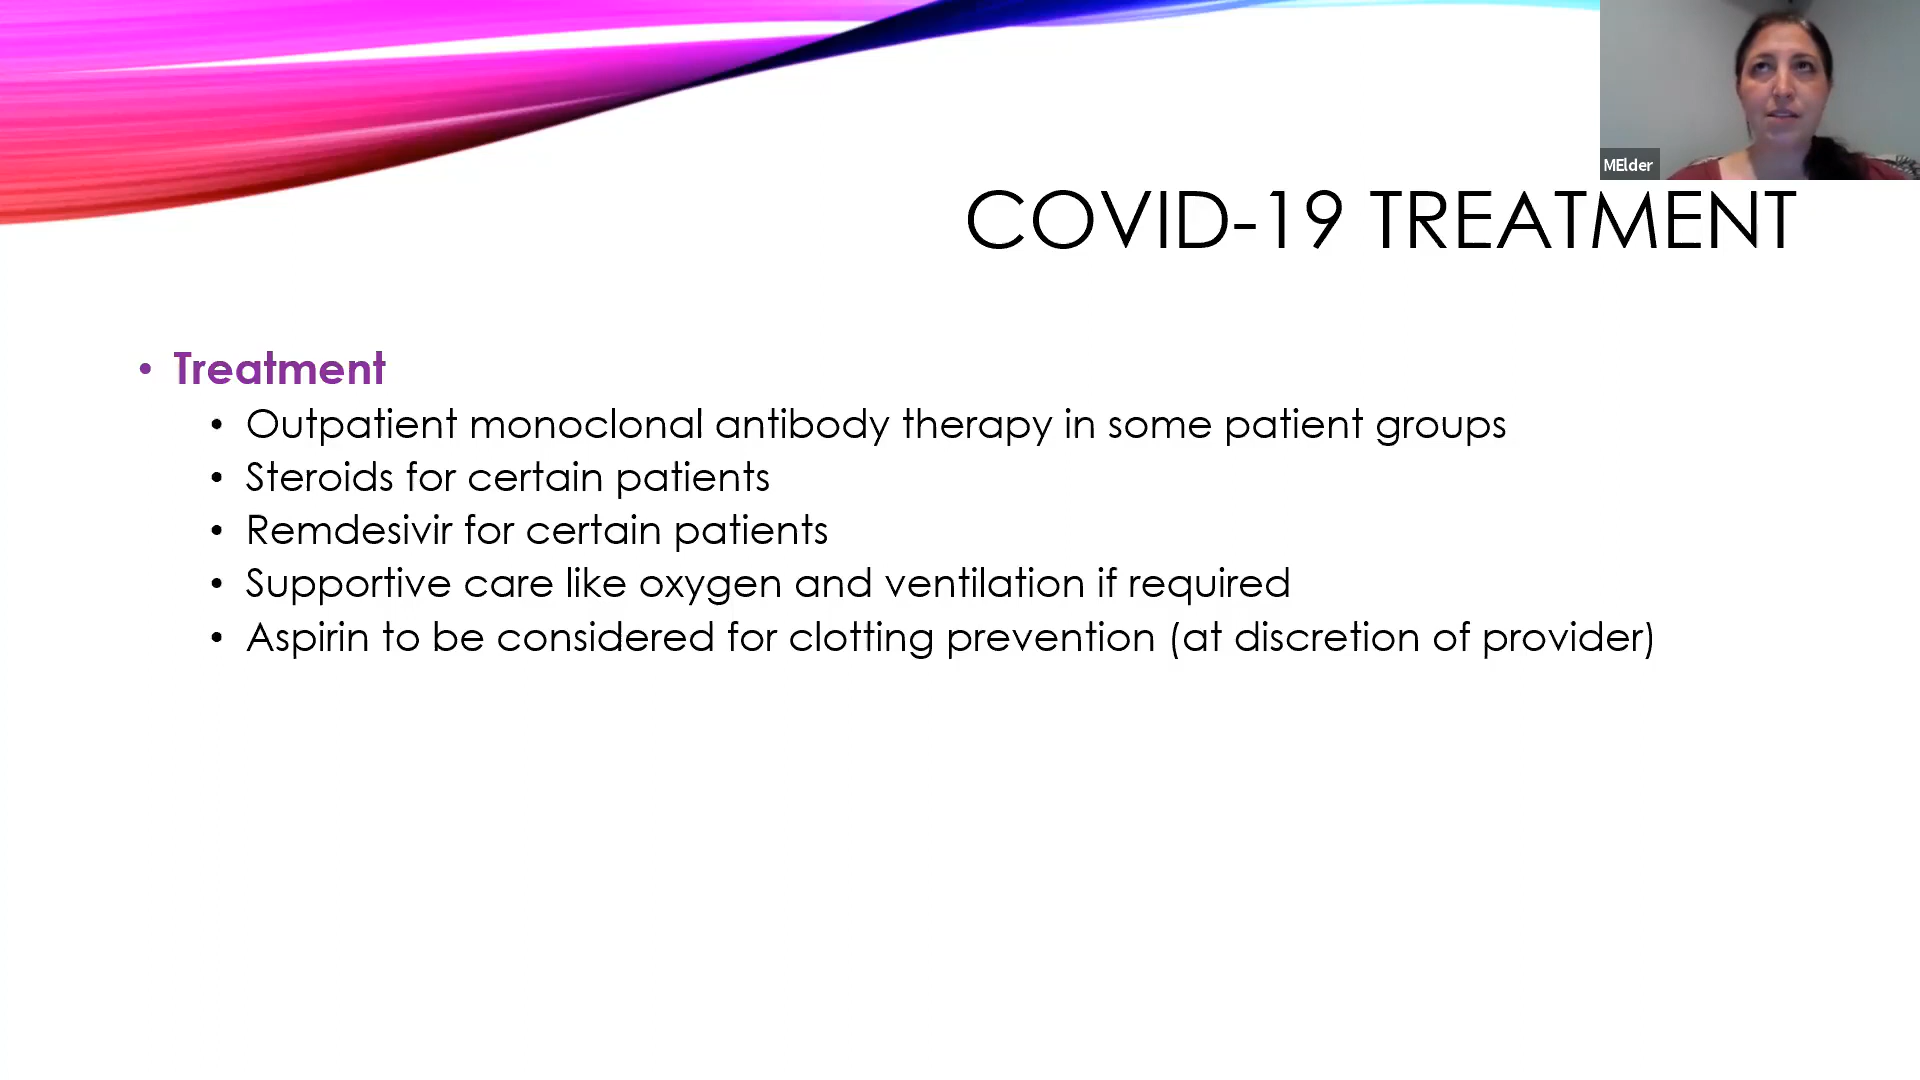 MElder
COVID-19 TREATMENT
• Treatment
• Outpatient monoclonal antibody therapy in some patient groups
• Steroids for certain patients
• Remdesivir for certain patients
• Supportive care like oxygen and ventilation if required
• Aspirin to be considered for clotting prevention (at discretion of provider)